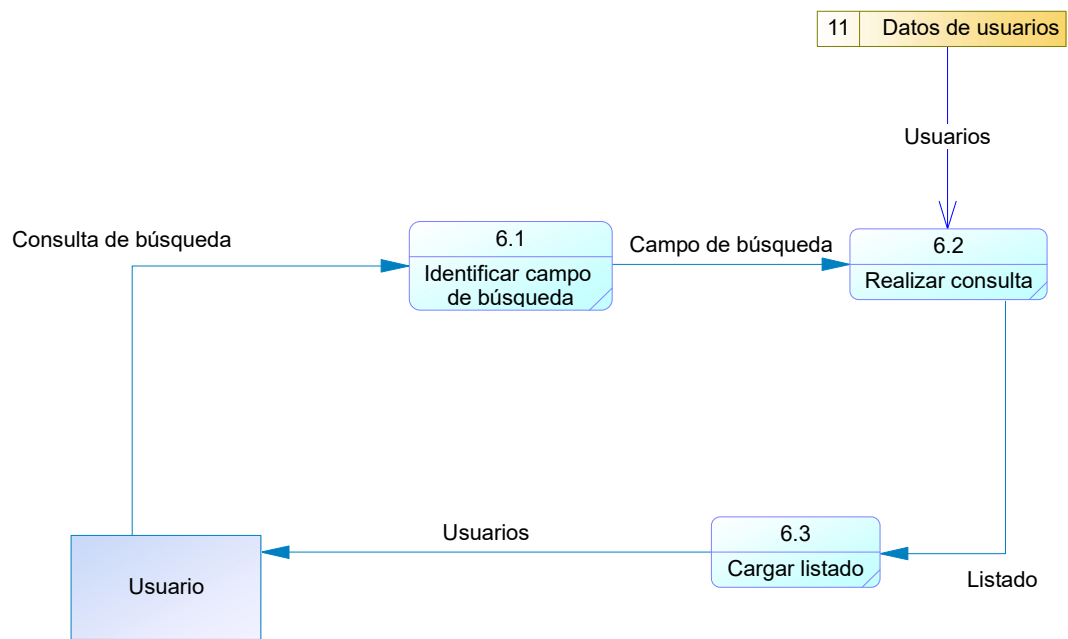 11 Datos de usuarios
Usuarios
Consulta de búsqueda
6.1
Identificar campo
de búsqueda
Campo de búsqueda
6.2
Realizar consulta
Usuario
Usuarios
6.3
Cargar listado
Listado